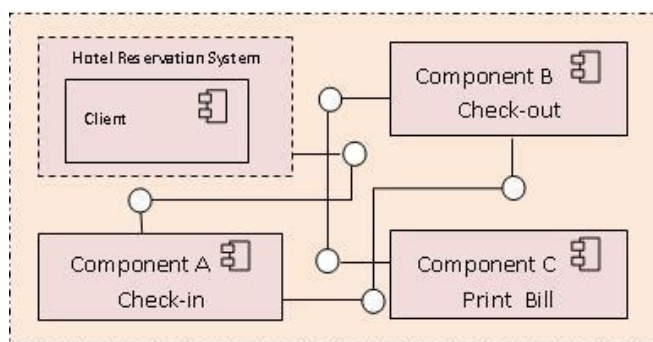 Hotel Reservation System
Client
Component B
Check-out
Component A
Check-in
Component C
Print Bill